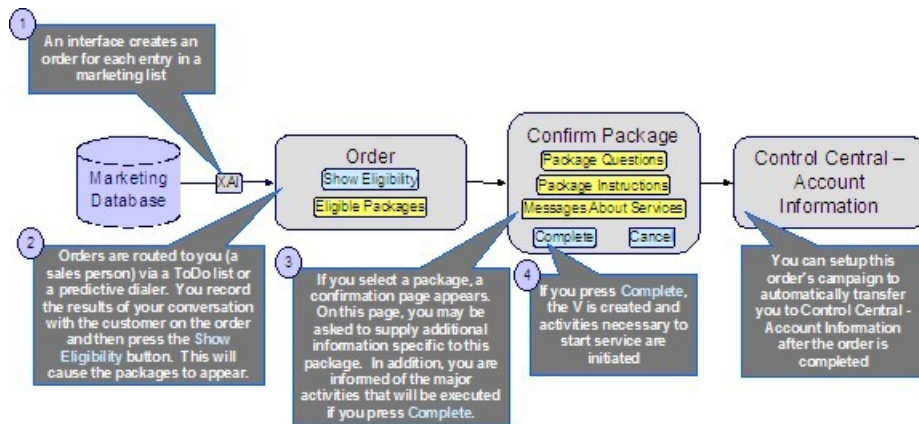 1
An interface creates an
order for each entry in a
marketing list
Marketing
Database
XAI
Order
Show Eligibility
Eligible Packages
Confirm Package
Package Questions
Package Instructions
Messages About Services
Complete
Cancel
Control Central –
Account
Information
2
Orders are routed to you (a
sales person) via a ToDo list or
a predictive dialer. You record
the results of your conversation
with the customer on the order
and then press the Show
Eligibility button. This will
cause the packages to appear.
3
If you select a package, a
confirmation page appears.
On this page, you may be
asked to supply additional
information specific to this
package. In addition, you are
informed of the major
activities that will be executed
if you press Complete.
4
If you press Complete,
the V is created and
activities necessary to
start service are
initiated
You can setup this
order's campaign to
automatically transfer
you to Control Central -
Account Information
after the order is
completed